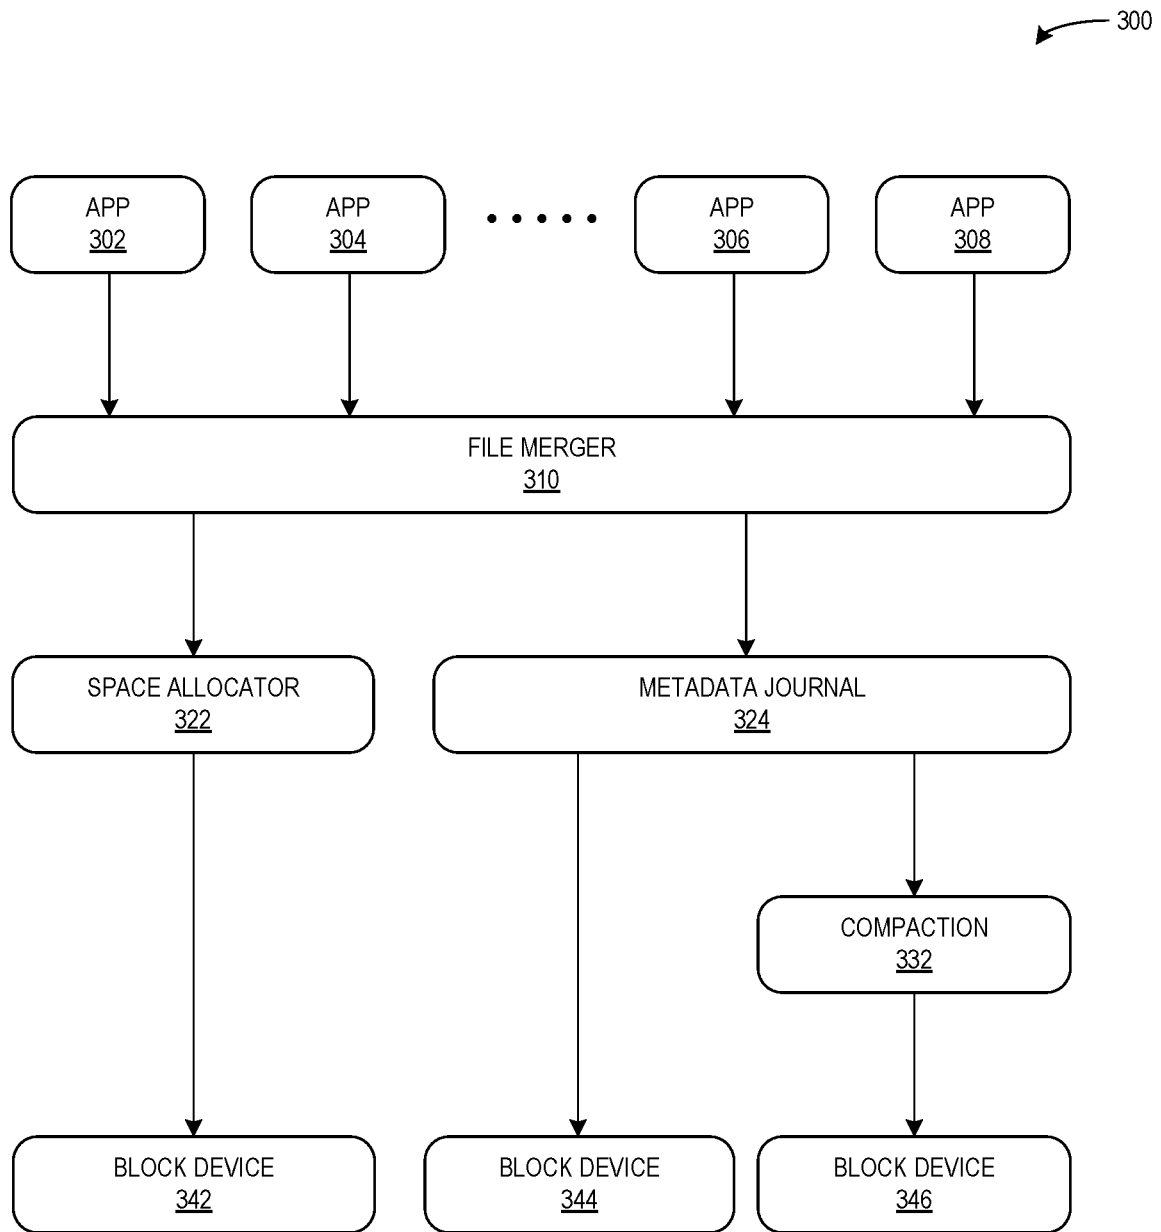 300
APP
302
APP
304
APP
306
APP
308
FILE MERGER
310
SPACE ALLOCATOR
322
METADATA JOURNAL
324
COMPACTION
332
BLOCK DEVICE
342
BLOCK DEVICE
344
BLOCK DEVICE
346